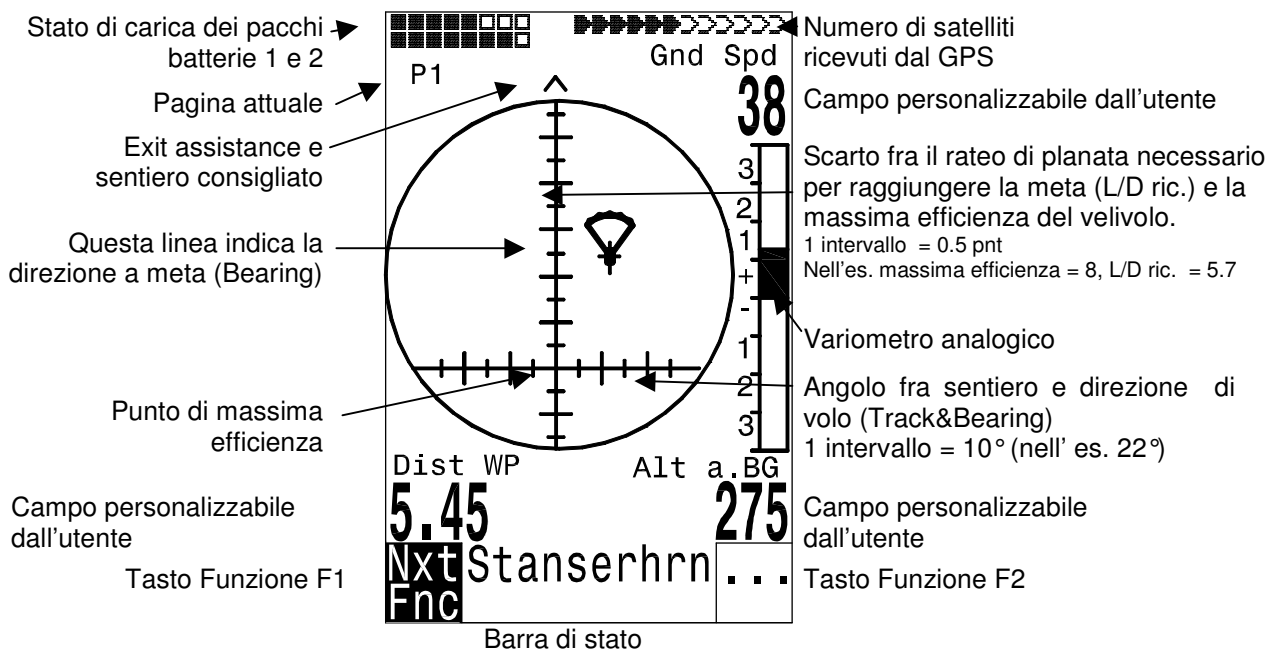 Stato di carica dei pacchi
batterie 1 e 2
Pagina attuale
Exit assistance e
sentiero consigliato
Questa linea indica la
direzione a meta (Bearing)
Punto di massima
efficienza
Campo personalizzabile
dall'utente
Tasto Funzione F1
P1
Gnd Spd
38
3
2
1
+
-
1
2
3
Dist WP
5.45
Alt a.BG
275
Nxt
Fnc
Stanserhrn
...
Barra di stato
Numero di satelliti
ricevuti dal GPS
Campo personalizzabile dall'utente
Scarto fra il rateo di planata necessario
per raggiungere la meta (L/D ric.) e la
massima efficienza del velivolo.
1 intervallo = 0.5 pnt
Nell'es. massima efficienza = 8, L/D ric. = 5.7
Variometro analogico
Angolo fra sentiero e direzione di
volo (Track&Bearing)
1 intervallo = 10° (nell' es. 22°)
Campo personalizzabile
dall'utente
Tasto Funzione F2